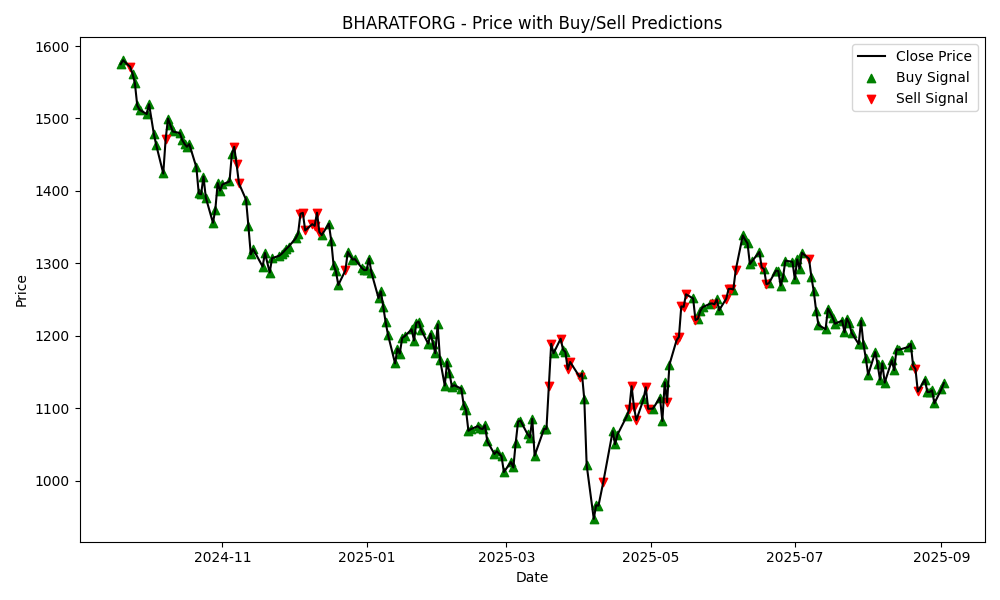 BHARATFORG - Price with Buy/Sell Predictions
Close Price
Buy Signal
Sell Signal
Price
1600
1500
1400
1300
1200
1100
1000
2024-11
2025-01
2025-03
2025-05
2025-07
2025-09
Date